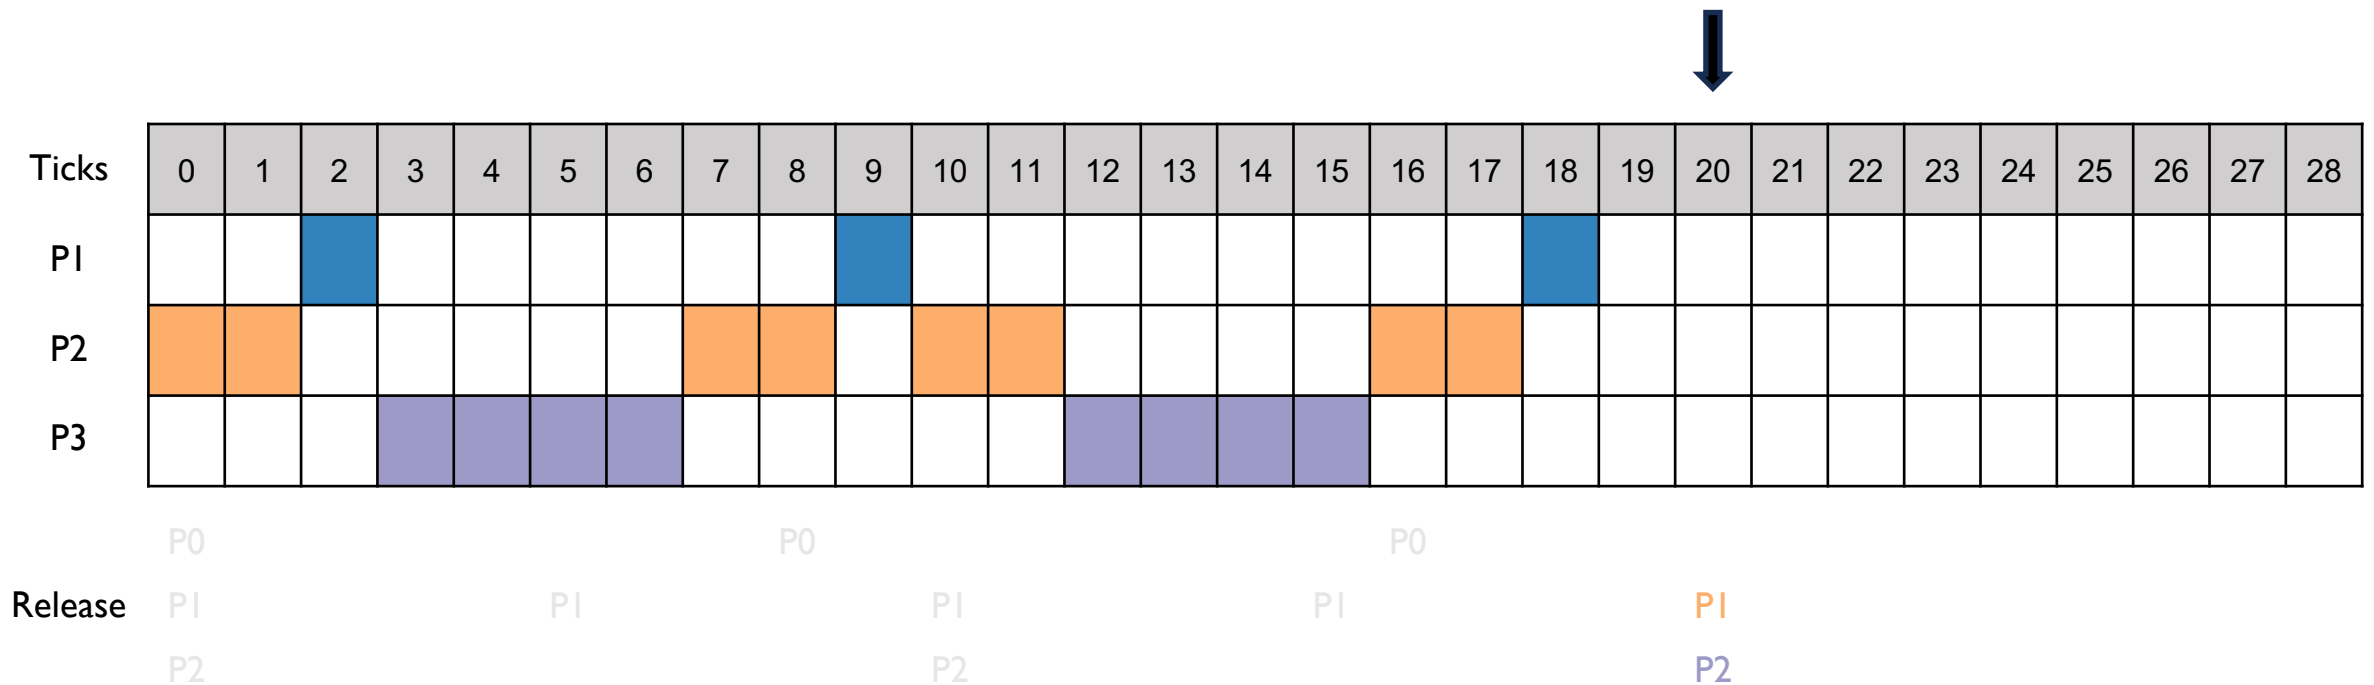 Ticks 0 1 2 3 4 5 6 7 8 9 10 11 12 13 14 15 16 17 18 19 20 21 22 23 24 25 26 27 28
P1
P2
P3
P0 P0 P0
Release P1 P1 P1 P1 P1
P2 P2 P2